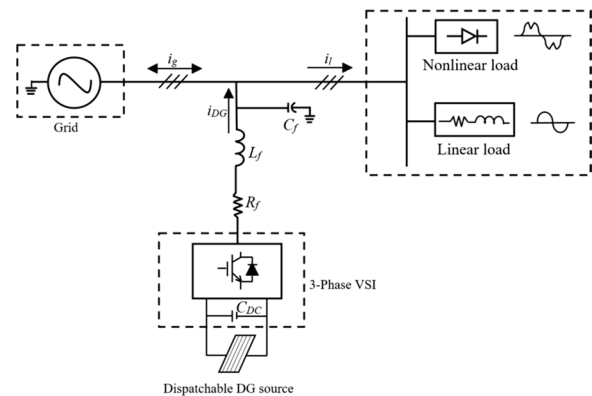 i_g
i_l
Nonlinear load
i_DG
C_f
Grid
Linear load
L_f
R_f
3-Phase VSI
C_DC
Dispatchable DG source